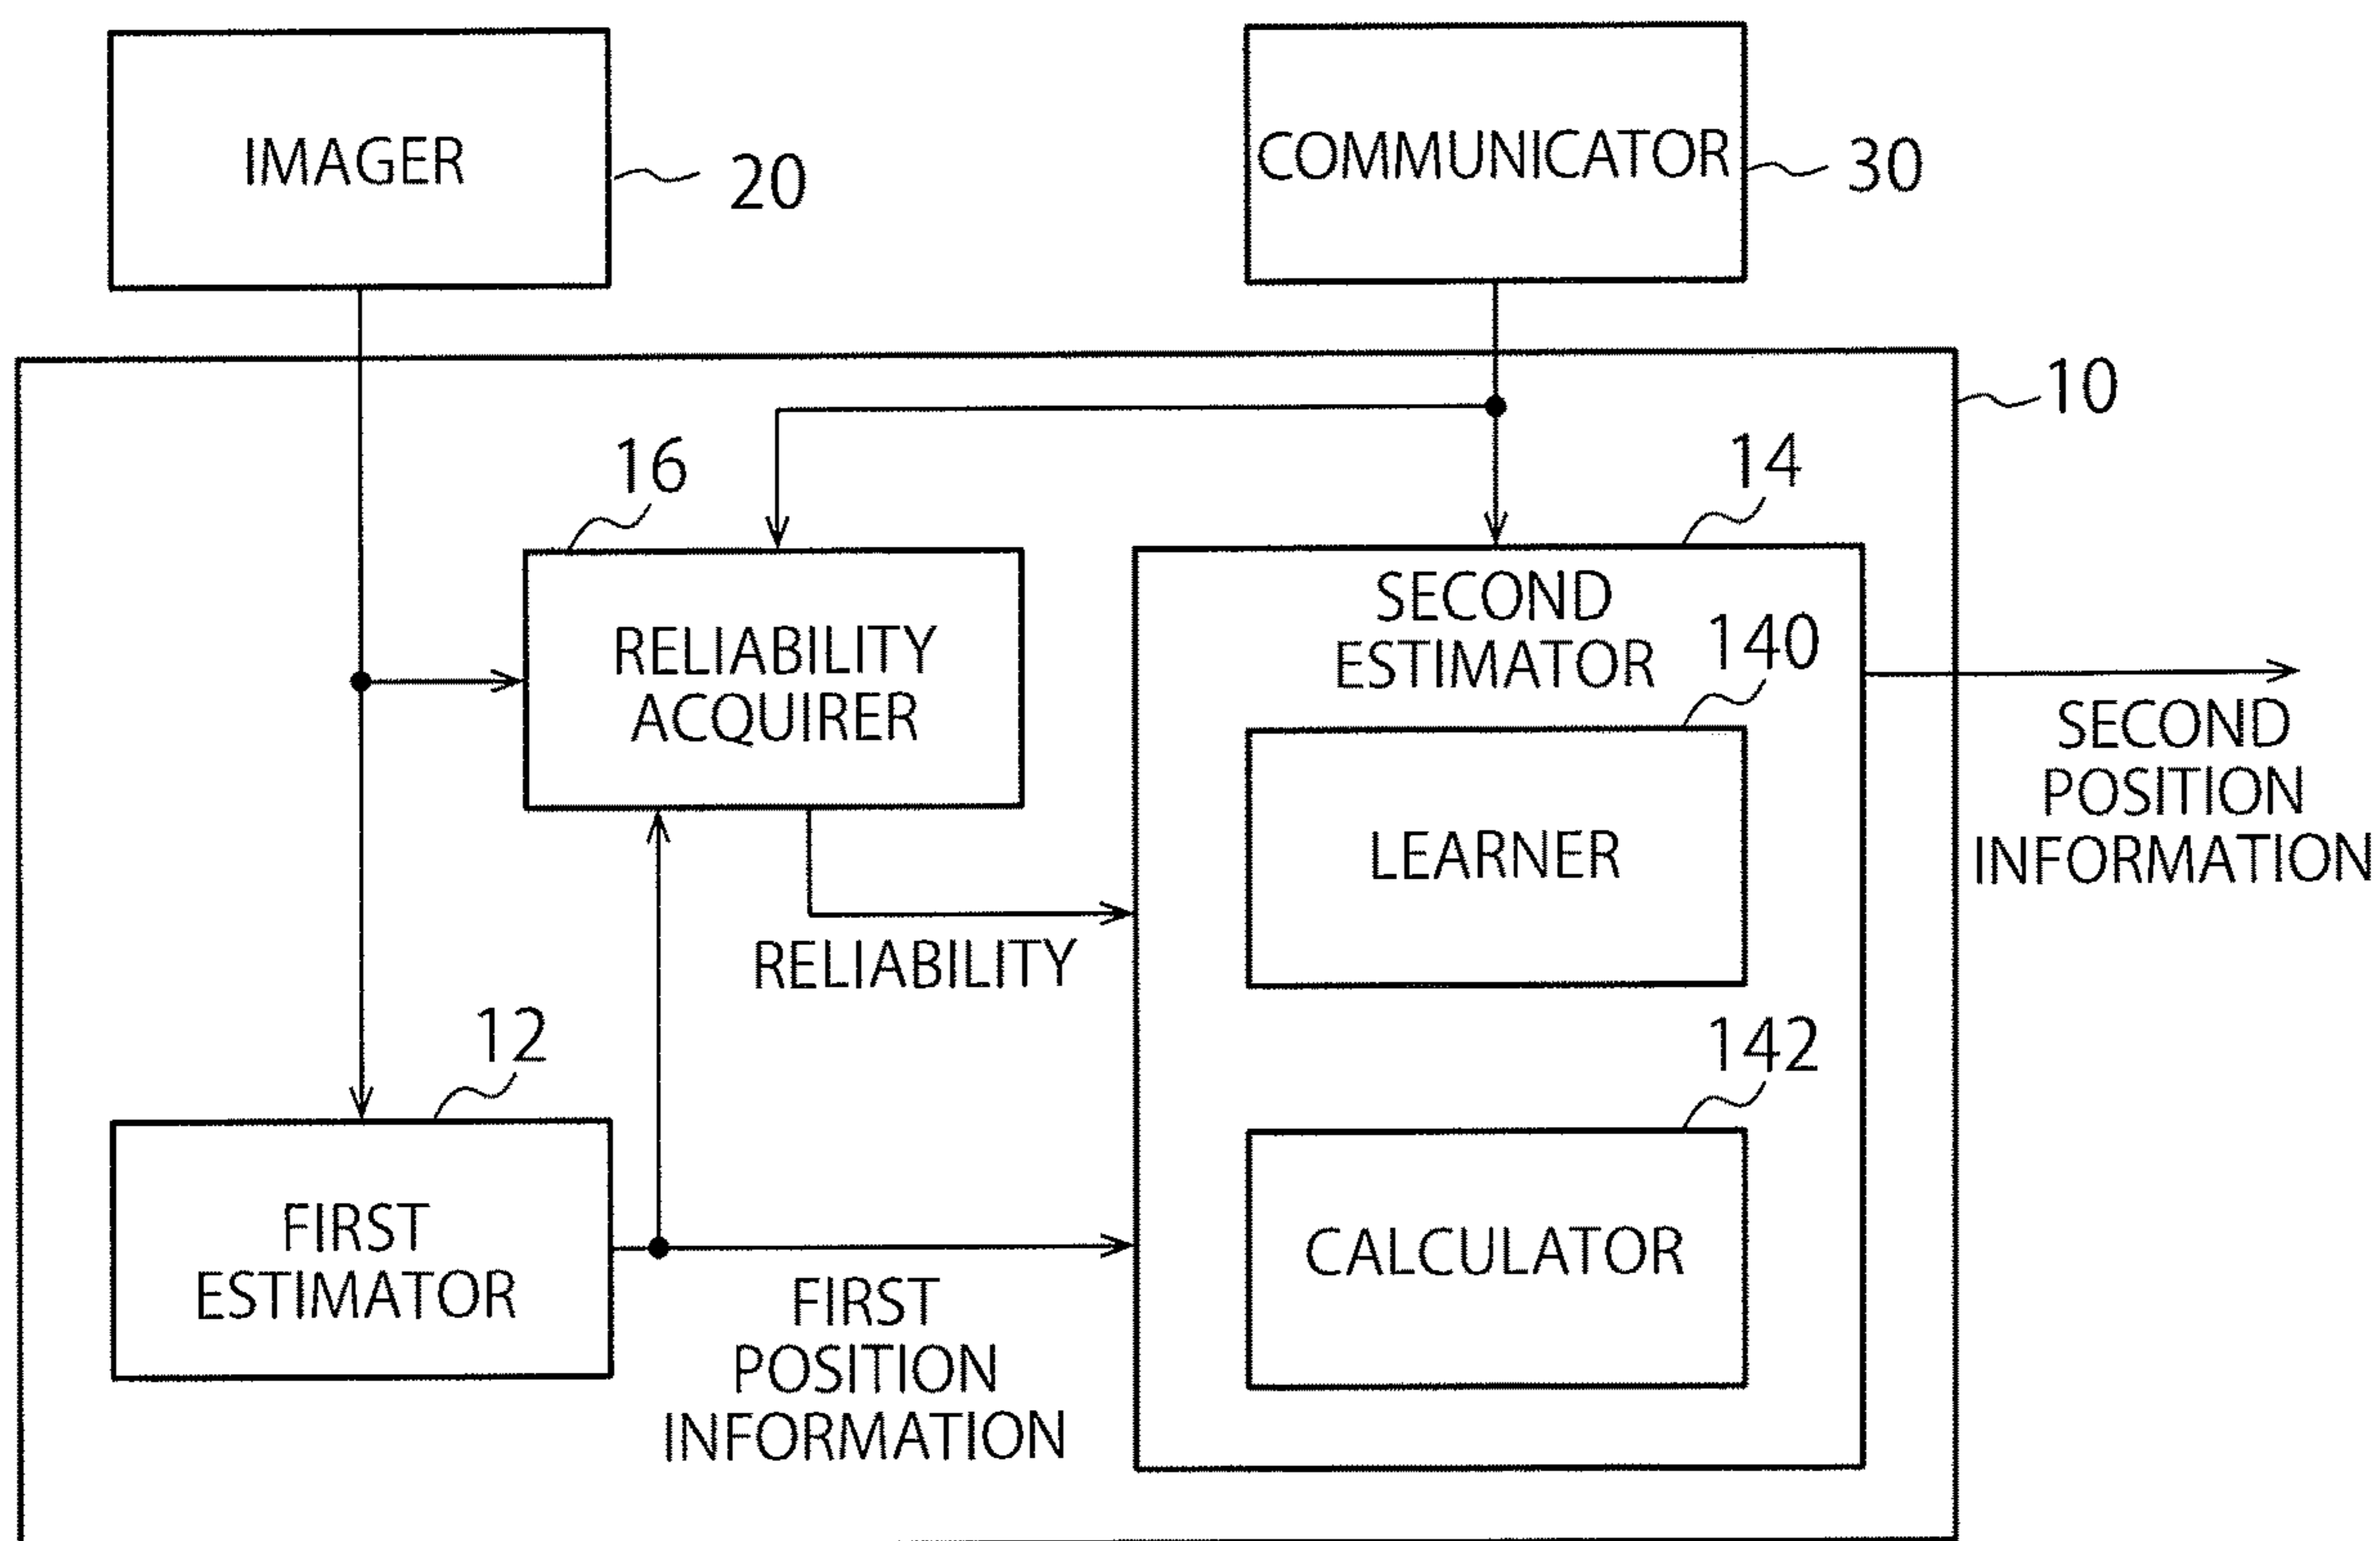 IMAGER
20
COMMUNICATOR
30
10
16
14
RELIABILITY
ACQUIRER
SECOND
ESTIMATOR
140
LEARNER
SECOND
POSITION
INFORMATION
RELIABILITY
12
142
FIRST
ESTIMATOR
CALCULATOR
FIRST
POSITION
INFORMATION